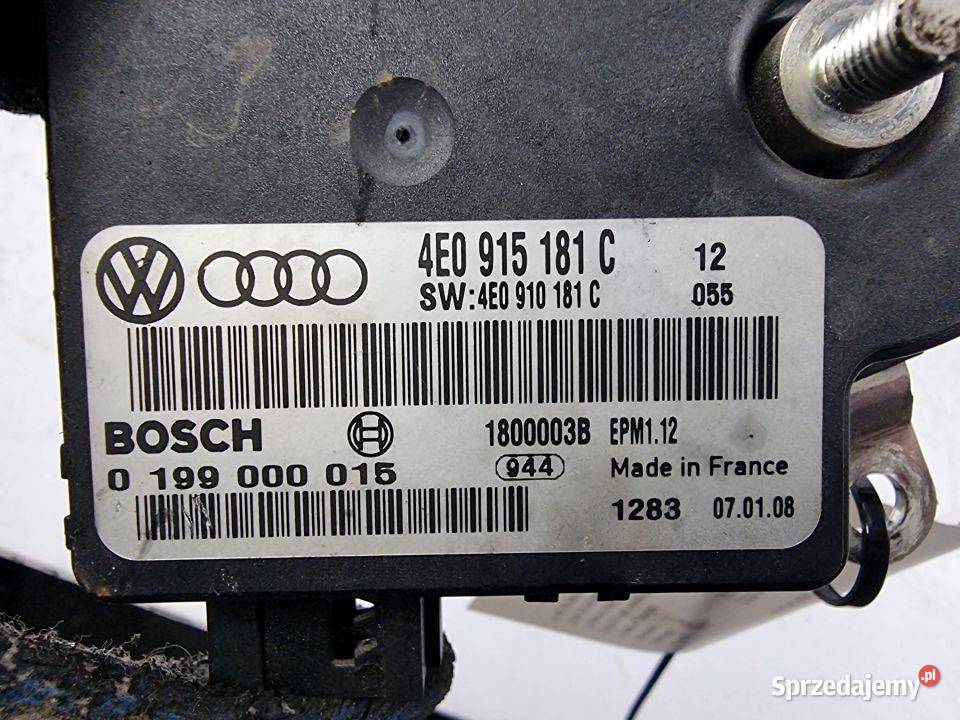 4E0 915 181 C 12
SW:4E0 910 181 C 055
BOSCH 1800003B EPM1.12
0 199 000 015 944 Made in France
1283 07.01.08
Sprzedajemy.pl